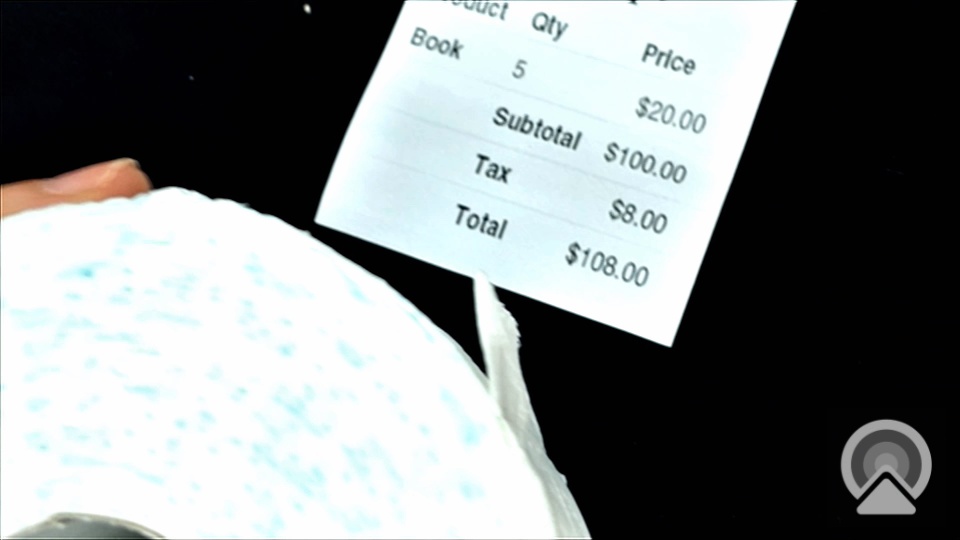 Qty Price
Book 5 $20.00
Subtotal $100.00
Tax $8.00
Total $108.00